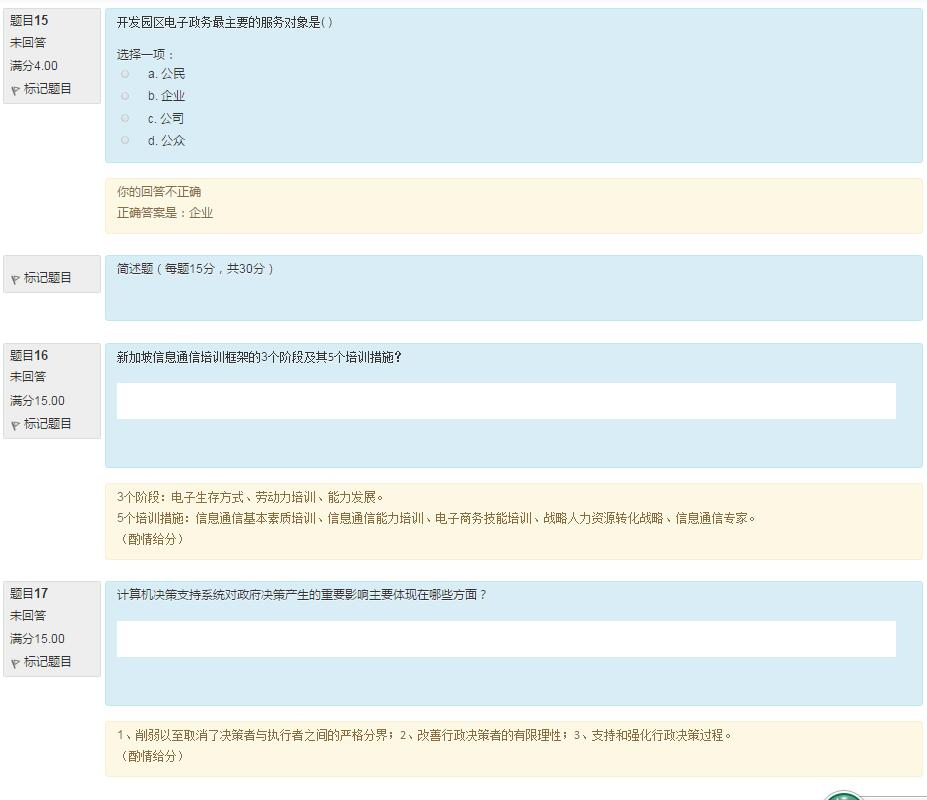 题目15
未回答
满分4.00
标记题目
开发园区电子政务最主要的服务对象是( )
选择一项：
a. 公民
b. 企业
c. 公司
d. 公众
你的回答不正确
正确答案是：企业
标记题目
简述题（每题15分，共30分）
题目16
未回答
满分15.00
标记题目
新加坡信息通信培训框架的3个阶段及其5个培训措施?
3个阶段：电子生存方式、劳动力培训、能力发展。
5个培训措施：信息通信基本素质培训、信息通信能力培训、电子商务技能培训、战略人力资源转化战略、信息通信专家。
（酌情给分）
题目17
未回答
满分15.00
标记题目
计算机决策支持系统对政府决策产生的重要影响主要体现在哪些方面？
1、削弱以至取消了决策者与执行者之间的严格分界；2、改善行政决策者的有限理性；3、支持和强化行政决策过程。
（酌情给分）